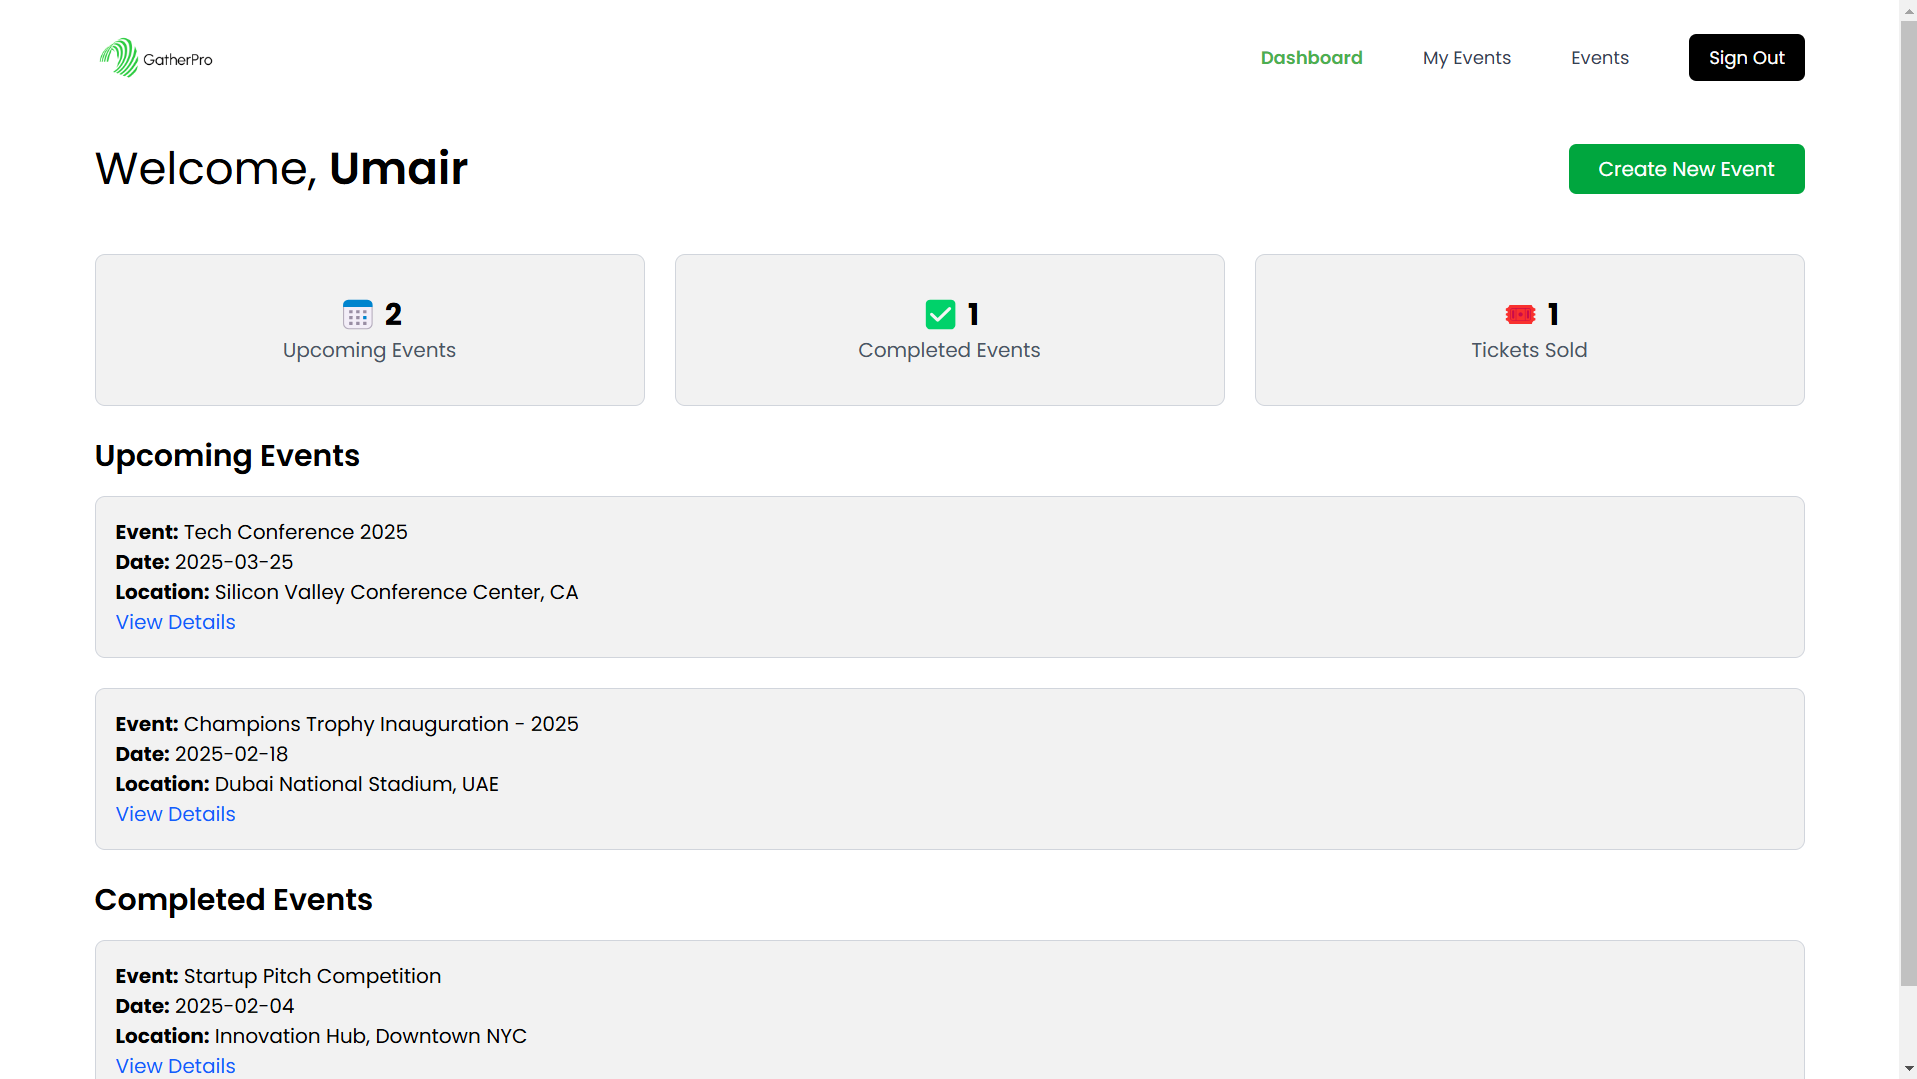 GatherPro
Dashboard
My Events
Events
Sign Out
Welcome, Umair
Create New Event
2
Upcoming Events
1
Completed Events
1
Tickets Sold
Upcoming Events
Event: Tech Conference 2025
Date: 2025-03-25
Location: Silicon Valley Conference Center, CA
View Details
Event: Champions Trophy Inauguration - 2025
Date: 2025-02-18
Location: Dubai National Stadium, UAE
View Details
Completed Events
Event: Startup Pitch Competition
Date: 2025-02-04
Location: Innovation Hub, Downtown NYC
View Details